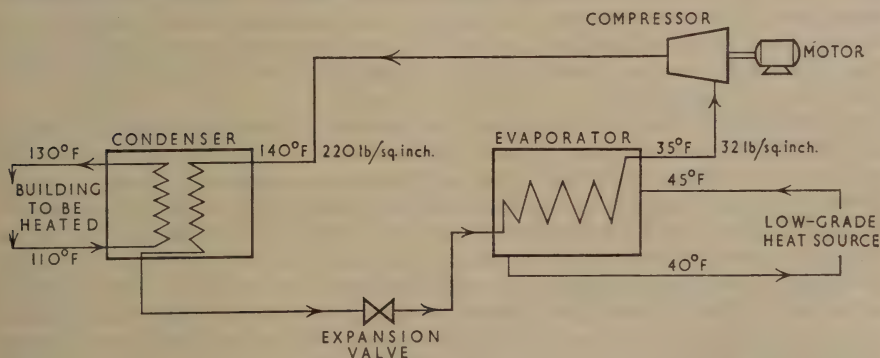 COMPRESSOR
MOTOR
CONDENSER
EVAPORATOR
130°F
140°F
220 lb/sq.inch.
35°F
32 lb/sq.inch.
BUILDING
TO BE
HEATED
45°F
LOW-GRADE
HEAT SOURCE
110°F
40°F
EXPANSION
VALVE